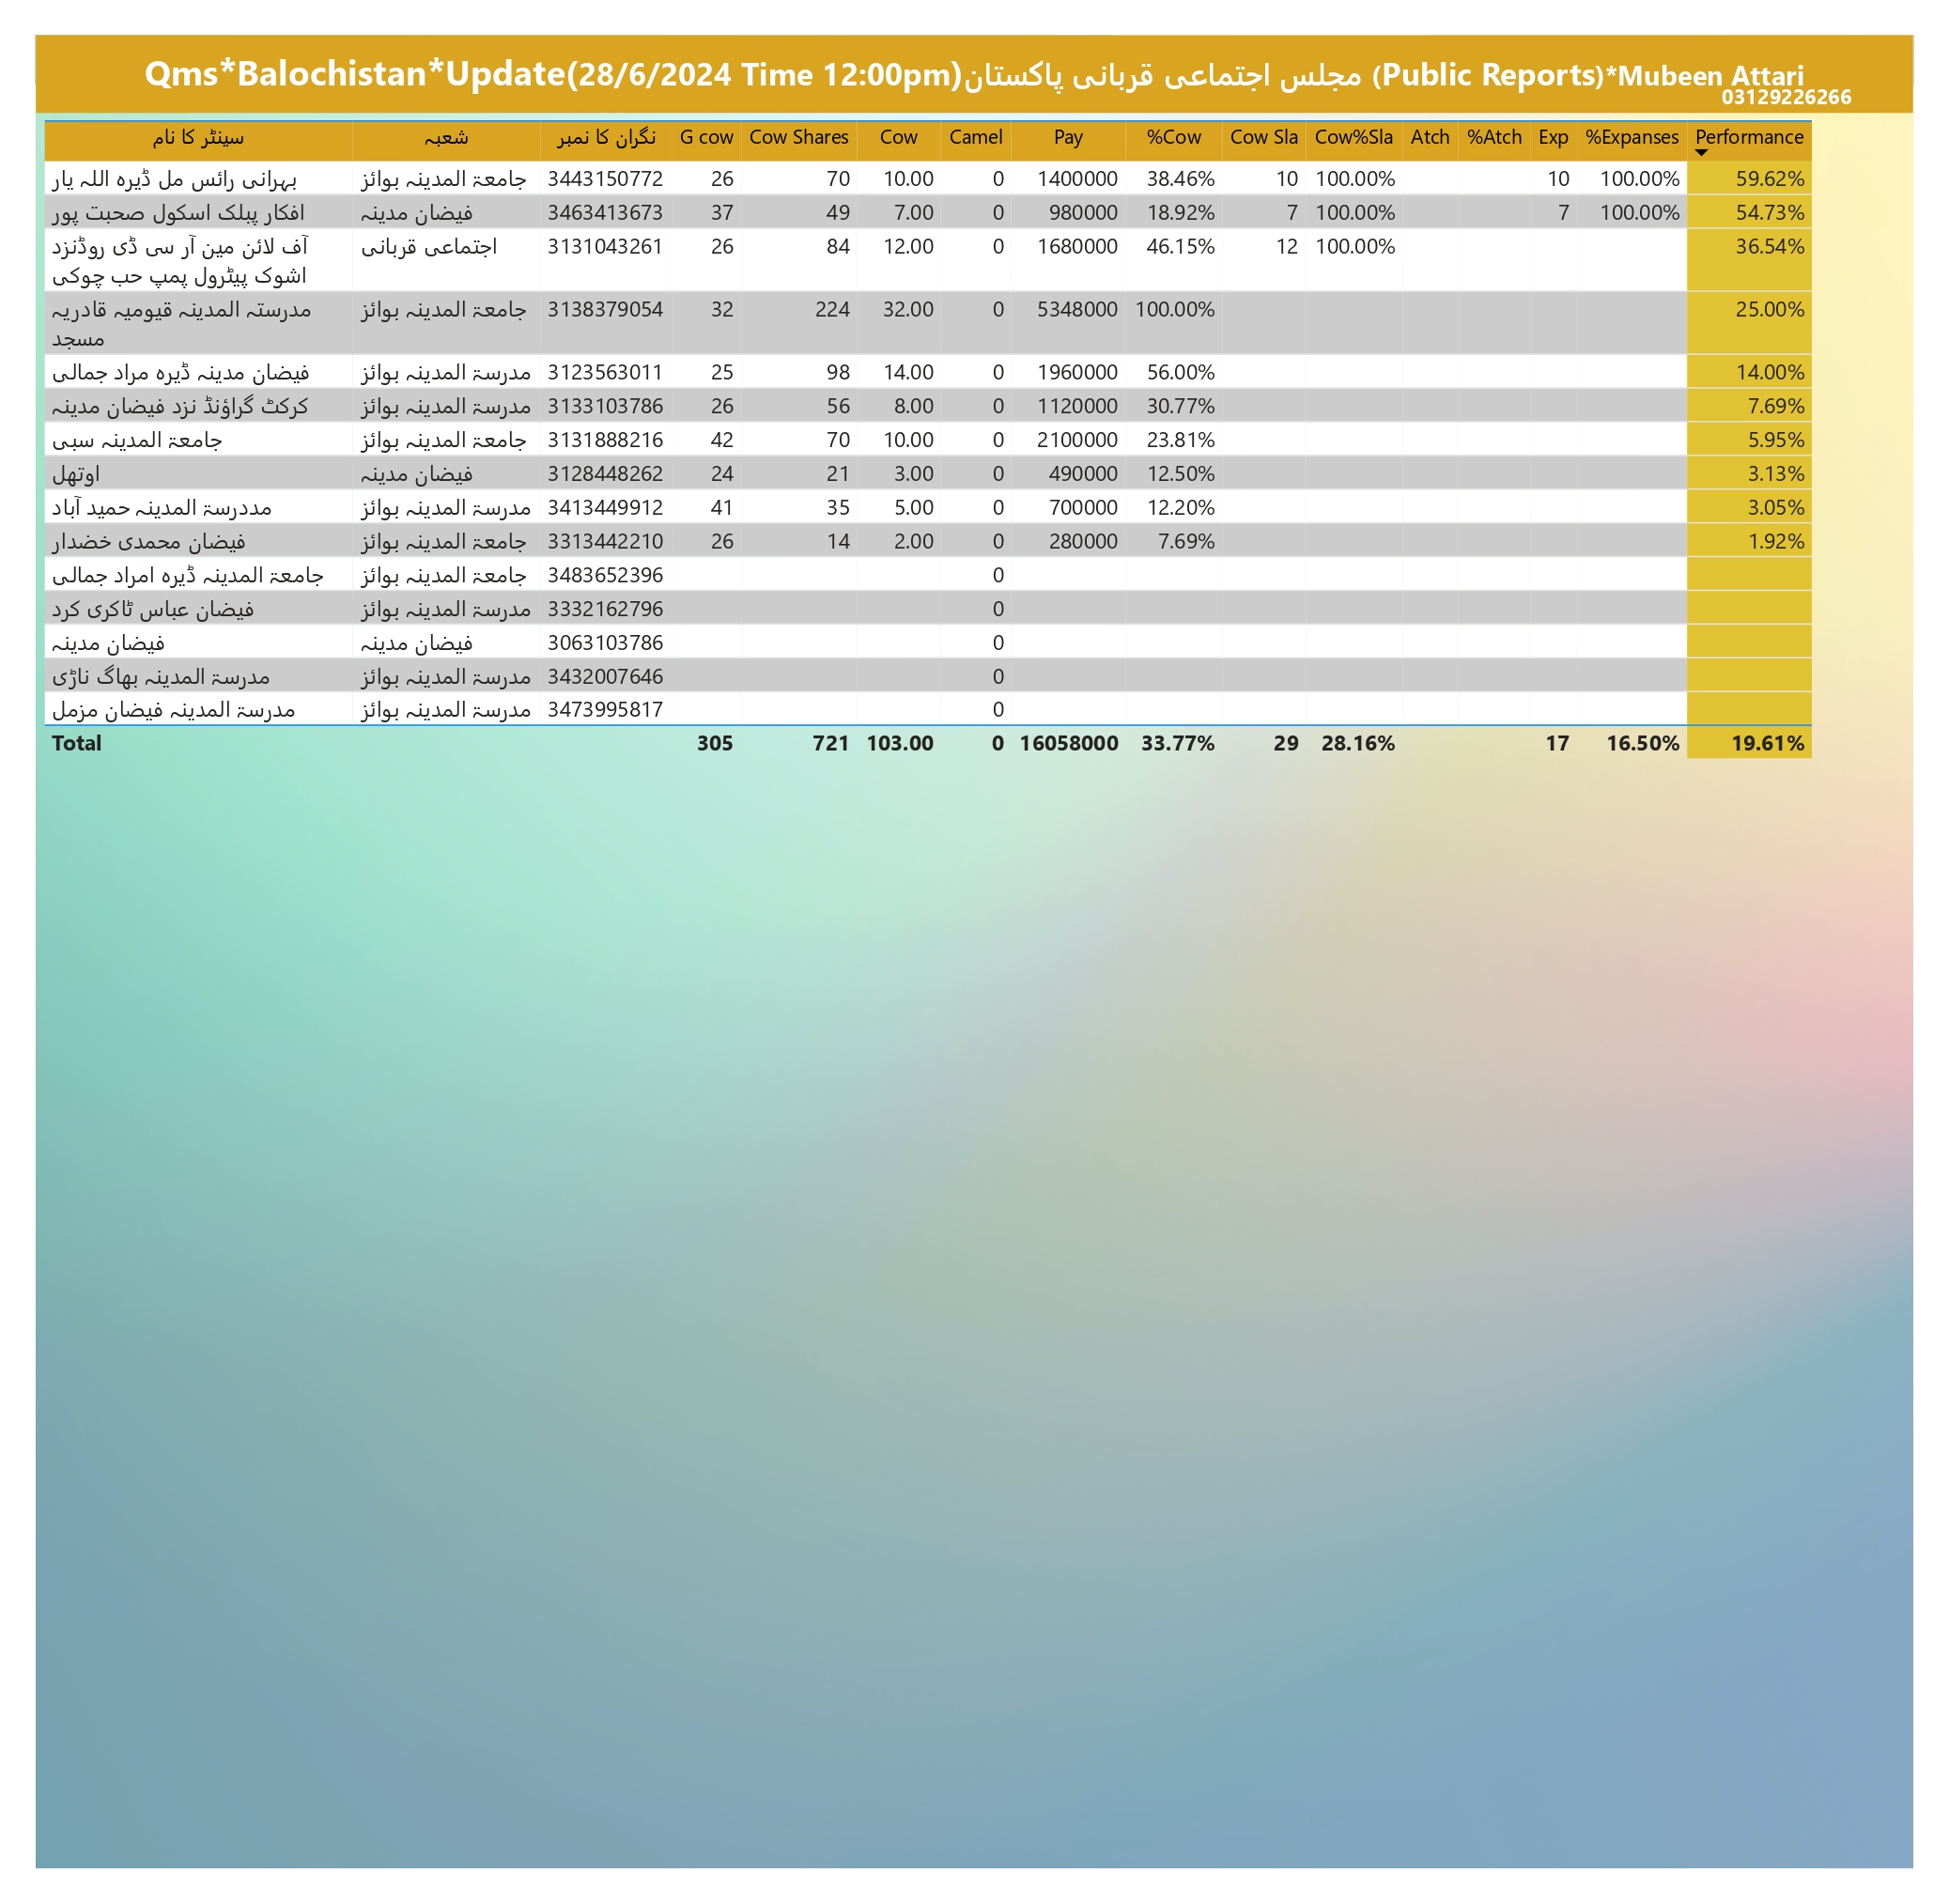 Qms*Balochistan*Update(28/6/2024 Time 12:00pm)مجلس اجتماعی قربانی پاکستان (Public Reports)*Mubeen Attari
03129226266
سینٹر کا نام شعبہ نگران کا نمبر G cow Cow Shares Cow Camel Pay %Cow Cow Sla Cow%Sla Atch %Atch Exp %Expanses Performance
بہرانی رائس مل ڈیرہ اللہ یار جامعۃ المدینہ بوائز 3443150772 26 70 10.00 0 1400000 38.46% 10 100.00% 10 100.00% 59.62%
افکار پبلک اسکول صحبت پور فیضان مدینہ 3463413673 37 49 7.00 0 980000 18.92% 7 100.00% 7 100.00% 54.73%
آف لائن مین آر سی ڈی روڈنزد اجتماعی قربانی 3131043261 26 84 12.00 0 1680000 46.15% 12 100.00% 36.54%
اشوک پیٹرول پمپ حب چوکی
مدرستہ المدینہ قیومیہ قادریہ جامعۃ المدینہ بوائز 3138379054 32 224 32.00 0 5348000 100.00% 25.00%
مسجد
فیضان مدینہ ڈیرہ مراد جمالی مدرسۃ المدینہ بوائز 3123563011 25 98 14.00 0 1960000 56.00% 14.00%
کرکٹ گراؤنڈ نزد فیضان مدینہ مدرسۃ المدینہ بوائز 3133103786 26 56 8.00 0 1120000 30.77% 7.69%
جامعۃ المدینہ سبی جامعۃ المدینہ بوائز 3131888216 42 70 10.00 0 2100000 23.81% 5.95%
اوتھل فیضان مدینہ 3128448262 24 21 3.00 0 490000 12.50% 3.13%
مددرسۃ المدینہ حمید آباد مدرسۃ المدینہ بوائز 3413449912 41 35 5.00 0 700000 12.20% 3.05%
فیضان محمدی خضدار جامعۃ المدینہ بوائز 3313442210 26 14 2.00 0 280000 7.69% 1.92%
جامعۃ المدینہ ڈیرہ امراد جمالی جامعۃ المدینہ بوائز 3483652396 0
فیضان عباس ٹاکری کرد مدرسۃ المدینہ بوائز 3332162796 0
فیضان مدینہ فیضان مدینہ 3063103786 0
مدرسۃ المدینہ بھاگ ناڑی مدرسۃ المدینہ بوائز 3432007646 0
مدرسۃ المدینہ فیضان مزمل مدرسۃ المدینہ بوائز 3473995817 0
Total 305 721 103.00 0 16058000 33.77% 29 28.16% 17 16.50% 19.61%